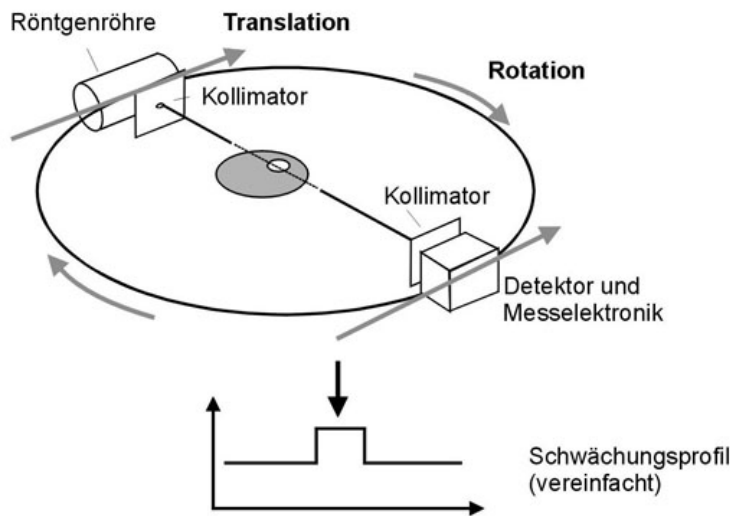 Röntgenröhre
Translation
Rotation
Kollimator
Kollimator
Detektor und
Messelektronik
Schwächungsprofil
(vereinfacht)